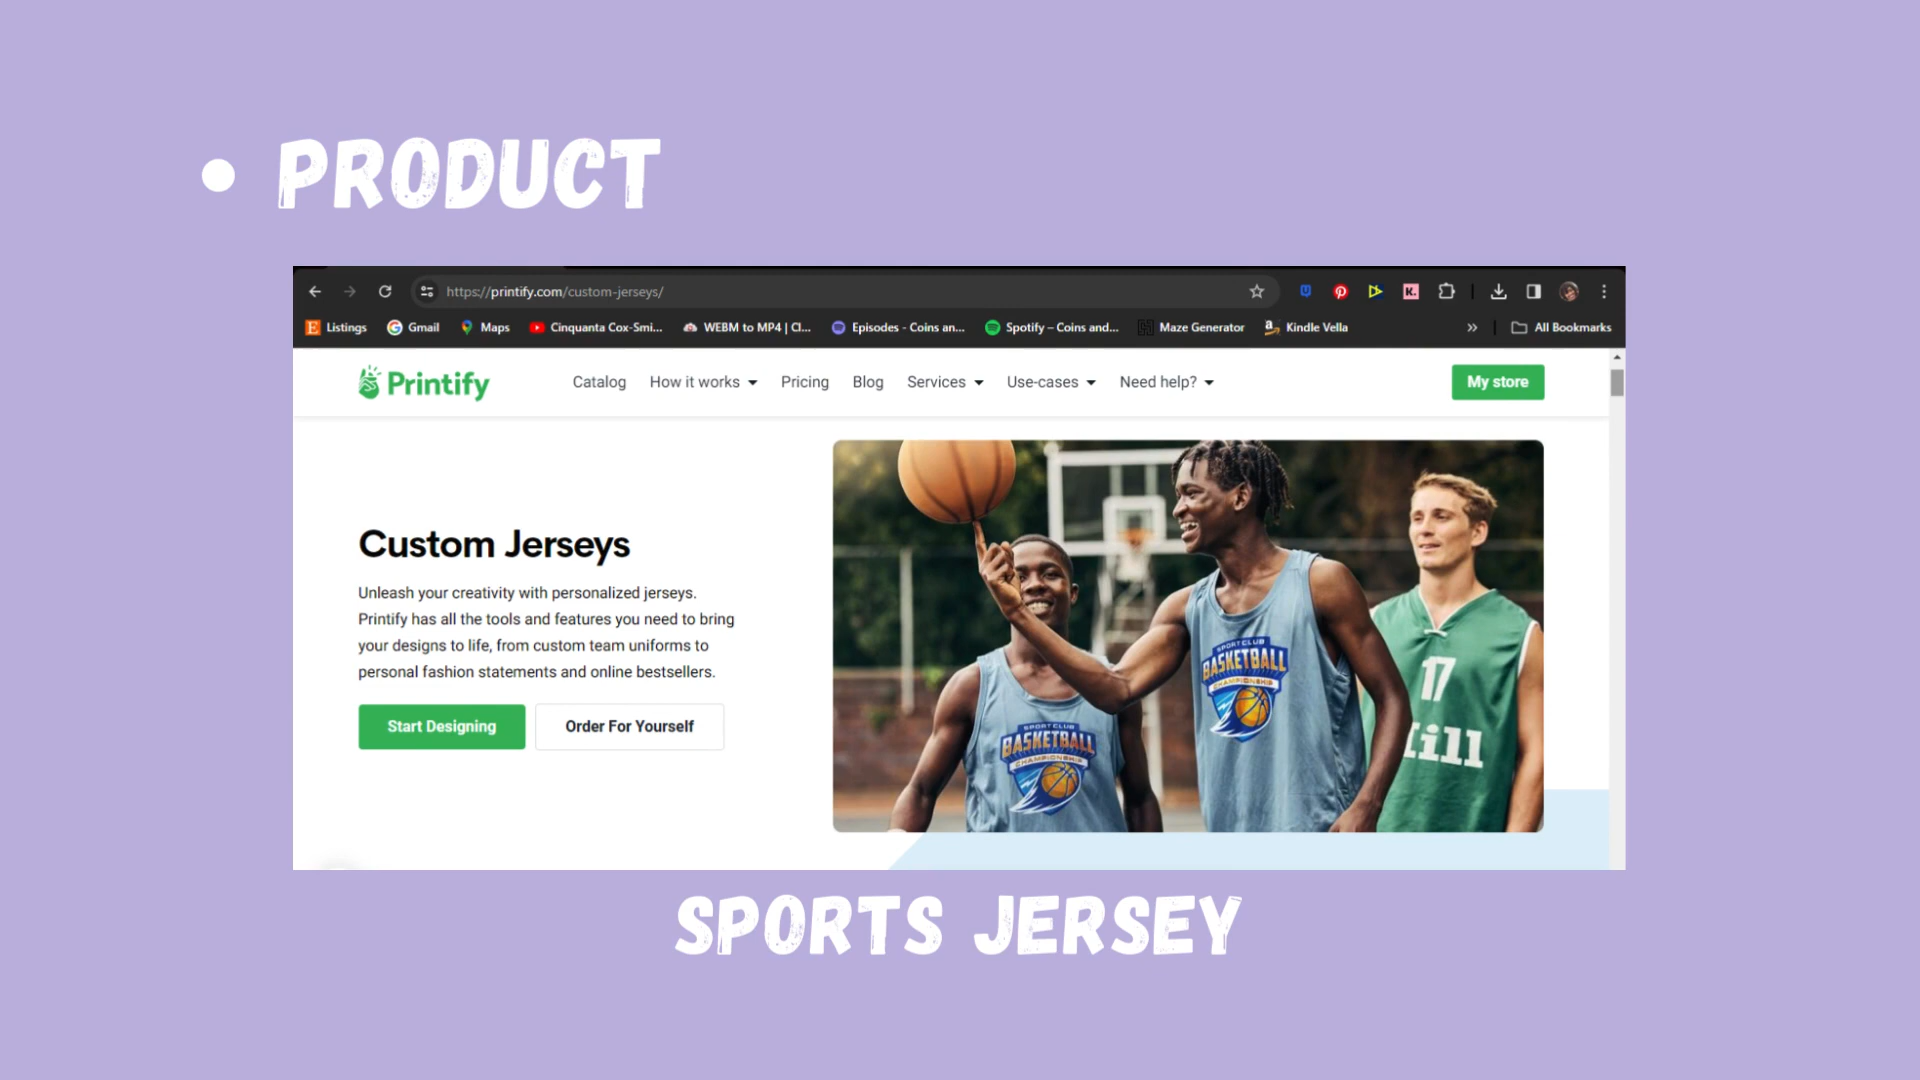 • PRODUCT
https://printify.com/custom-jerseys/
Listings Gmail Maps Cinquanta Cox-Smi... WEBM to MP4 | Cl... Episodes - Coins an... Spotify – Coins and... Maze Generator Kindle Vella » All Bookmarks
Printify Catalog How it works Pricing Blog Services Use-cases Need help? My store
Custom Jerseys
Unleash your creativity with personalized jerseys.
Printify has all the tools and features you need to bring
your designs to life, from custom team uniforms to
personal fashion statements and online bestsellers.
Start Designing Order For Yourself
SPORT CLUB
BASKETBALL
CHAMPIONSHIP
SPORT CLUB
BASKETBALL
CHAMPIONSHIP
17
SPORTS JERSEY